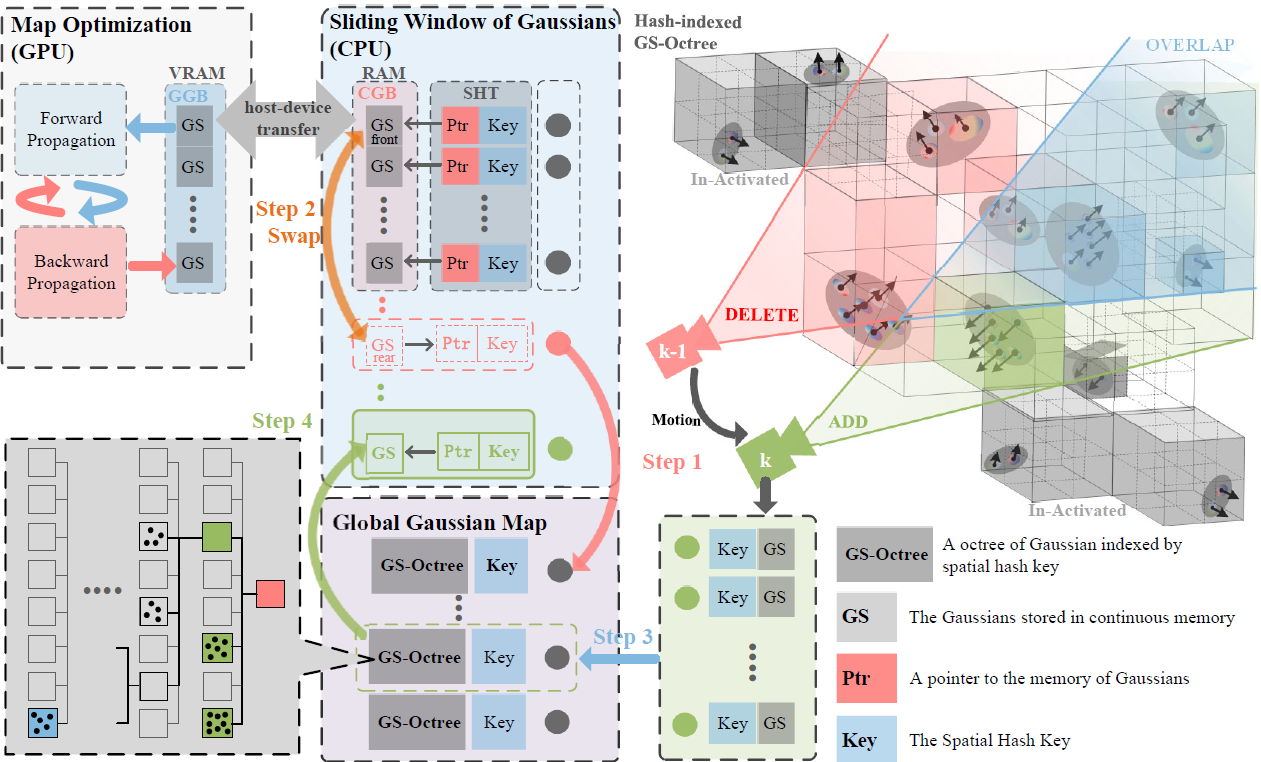 Map Optimization
(GPU)
VRAM
GGB
Forward
Propagation
GS
GS
Backward
Propagation
GS
host-device
transfer
Sliding Window of Gaussians
(CPU)
RAM
CGB
SHT
GS
front
Ptr
Key
GS
Ptr
Key
GS
Ptr
Key
Step 2
Swap
GS
rear
Ptr
Key
Step 4
GS
Ptr
Key
Global Gaussian Map
GS-Octree
Key
GS-Octree
Key
GS-Octree
Key
Hash-indexed
GS-Octree
In-Activated
OVERLAP
DELETE
k-1
Motion
ADD
k
Step 1
In-Activated
Step 3
Key
GS
Key
GS
Key
GS
GS-Octree
A octree of Gaussian indexed by
spatial hash key
GS
The Gaussians stored in continuous memory
Ptr
A pointer to the memory of Gaussians
Key
The Spatial Hash Key